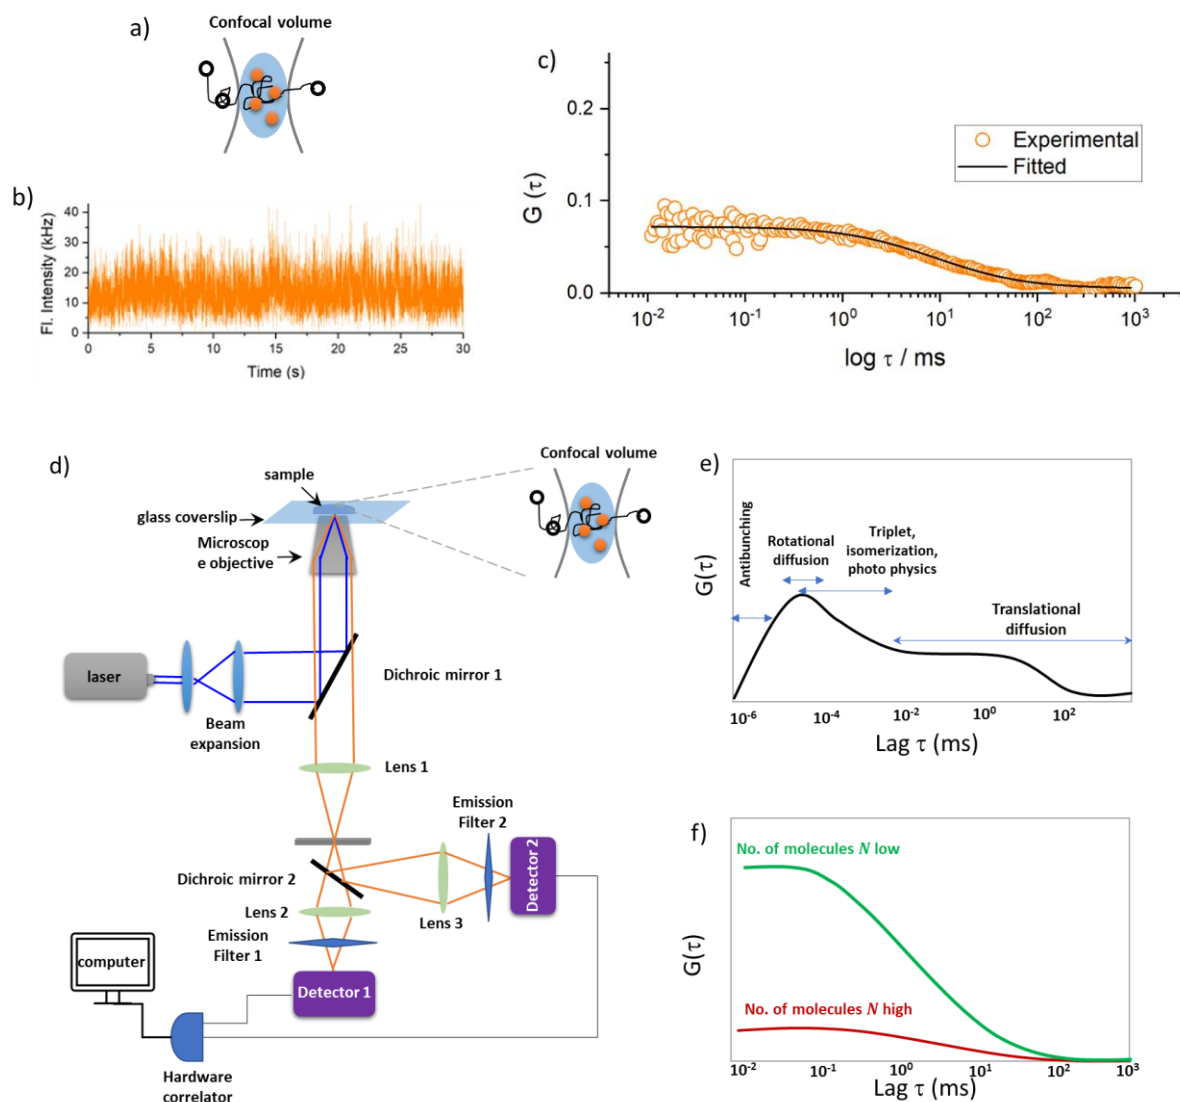 a)
Confocal volume
b)
Fl. Intensity (kHz)
40
30
20
10
0
0 5 10 15 20 25 30
Time (s)
c)
G (τ)
0.2
0.1
0.0
Experimental
Fitted
10-2 10-1 100 101 102 103
log τ / ms
d)
sample
glass coverslip
Microscop
e objective
Confocal volume
laser
Beam
expansion
Dichroic mirror 1
Lens 1
Emission
Filter 2
Detector 2
Dichroic mirror 2
Lens 2
Lens 3
Emission
Filter 1
computer
Detector 1
Hardware
correlator
e)
G(τ)
Antibunching
Rotational
diffusion
Triplet,
isomerization,
photo physics
Translational
diffusion
10-6 10-4 10-2 100 102
Lag τ (ms)
f)
G(τ)
No. of molecules N low
No. of molecules N high
10-2 10-1 100 101 102 103
Lag τ (ms)